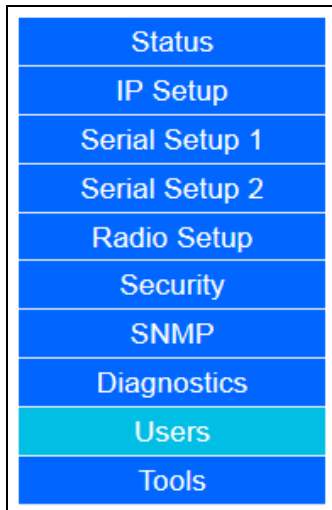 Status
IP Setup
Serial Setup 1
Serial Setup 2
Radio Setup
Security
SNMP
Diagnostics
Users
Tools